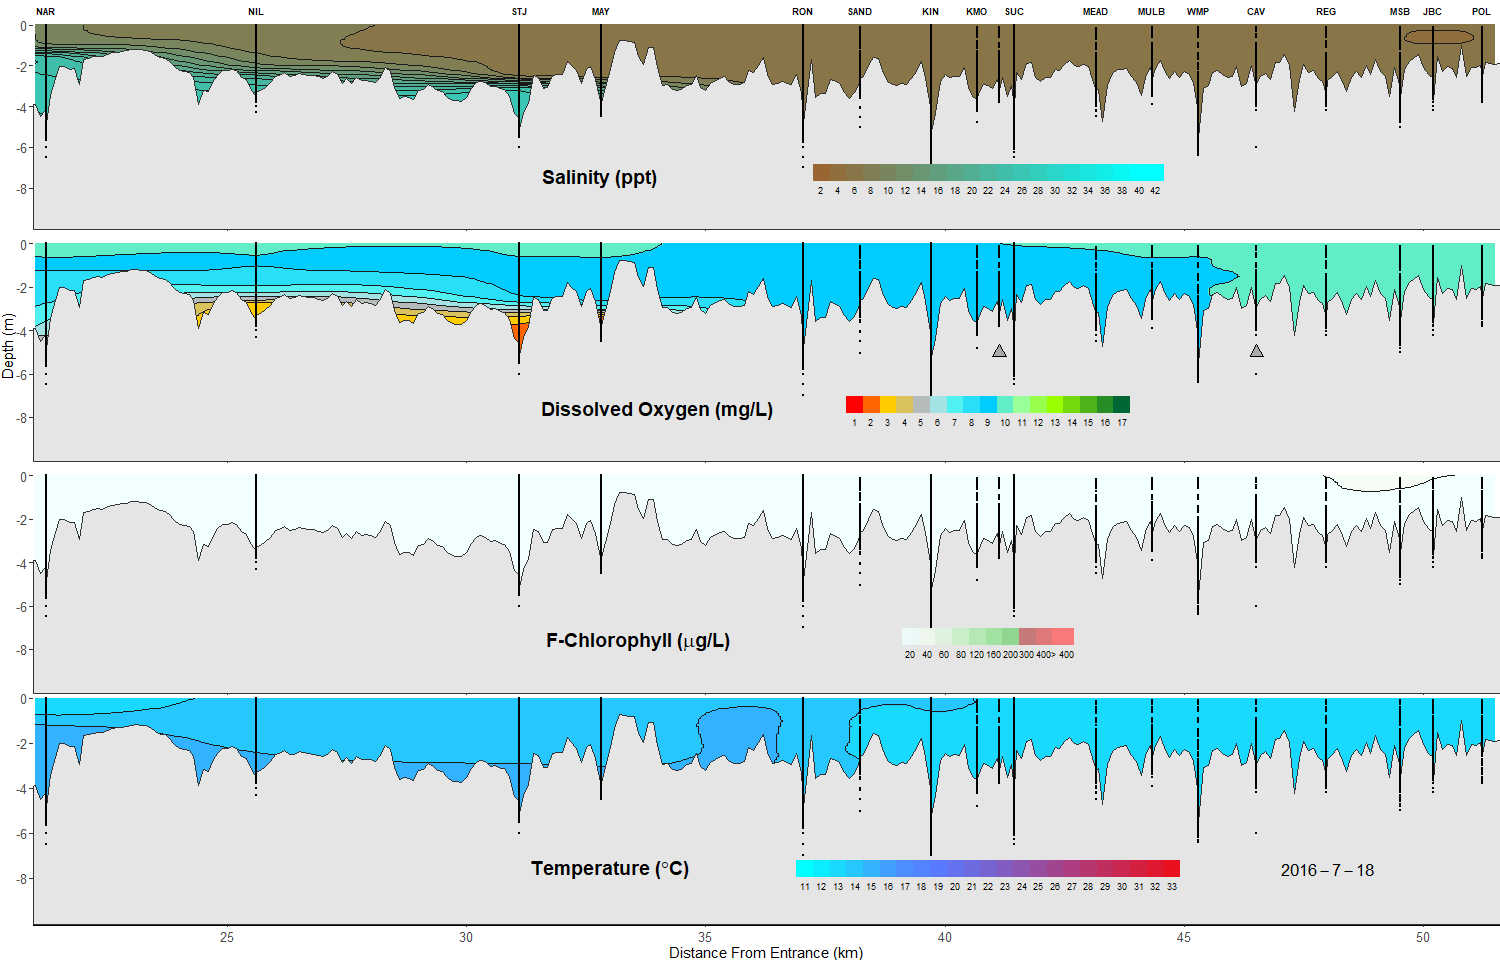 NAR NIL STJ MAY RON SAND KIN KMO SUC MEAD MULB WMP CAV REG MSB JBC POL
0
-2
-4
-6
-8
Salinity (ppt)
2 4 6 8 10 12 14 16 18 20 22 24 26 28 30 32 34 36 38 40 42
0
-2
-4
-6
-8
Dissolved Oxygen (mg/L)
1 2 3 4 5 6 7 8 9 10 11 12 13 14 15 16 17
Depth (m)
0
-2
-4
-6
-8
F-Chlorophyll (μg/L)
20 40 60 80 120 160 200 300 400 > 400
0
-2
-4
-6
-8
Temperature (°C)
11 12 13 14 15 16 17 18 19 20 21 22 23 24 25 26 27 28 29 30 31 32 33
2016 – 7 – 18
25 30 35 40 45 50
Distance From Entrance (km)